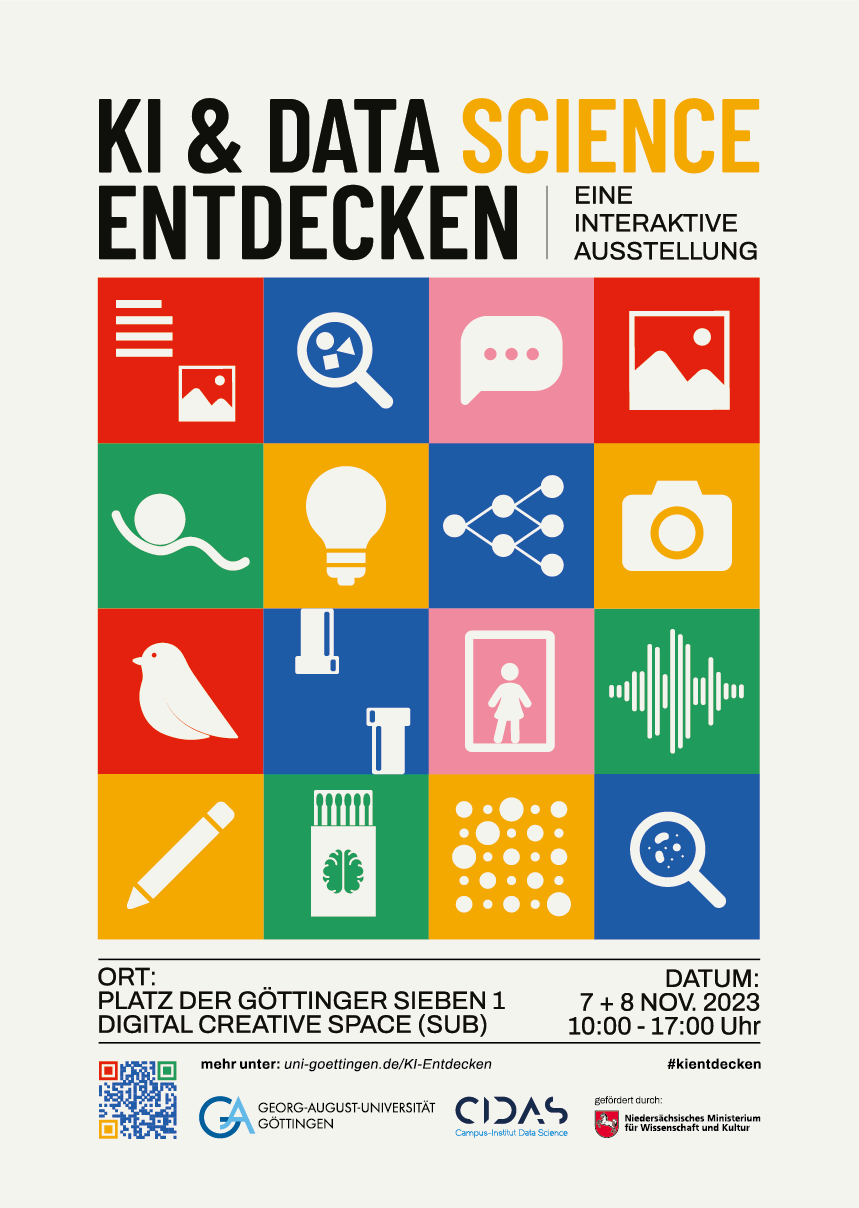 KI & DATA SCIENCE
ENTDECKEN
EINE
INTERAKTIVE
AUSSTELLUNG
ORT:
PLATZ DER GÖTTINGER SIEBEN 1
DIGITAL CREATIVE SPACE (SUB)
DATUM:
7 + 8 NOV. 2023
10:00 - 17:00 Uhr
mehr unter: uni-goettingen.de/KI-Entdecken
#kientdecken
GEORG-AUGUST-UNIVERSITÄT
GÖTTINGEN
CIDAS
Campus-Institut Data Science
gefördert durch:
Niedersächsisches Ministerium
für Wissenschaft und Kultur